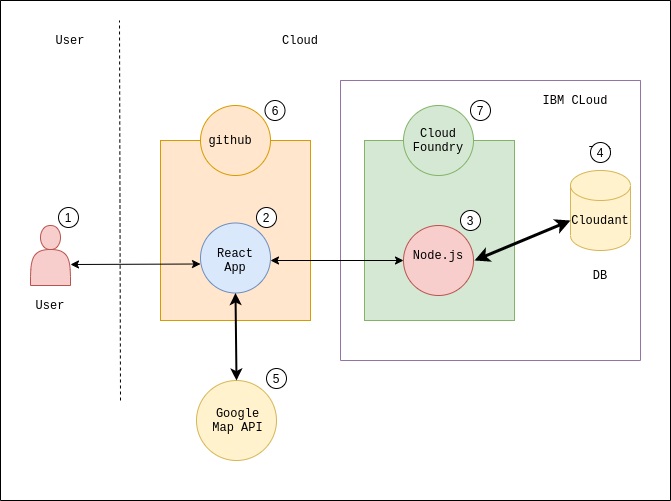 User
Cloud
IBM CLoud
6
7
github
Cloud
Foundry
4
1
2
3
Cloudant
React
App
Node.js
User
DB
5
Google
Map API